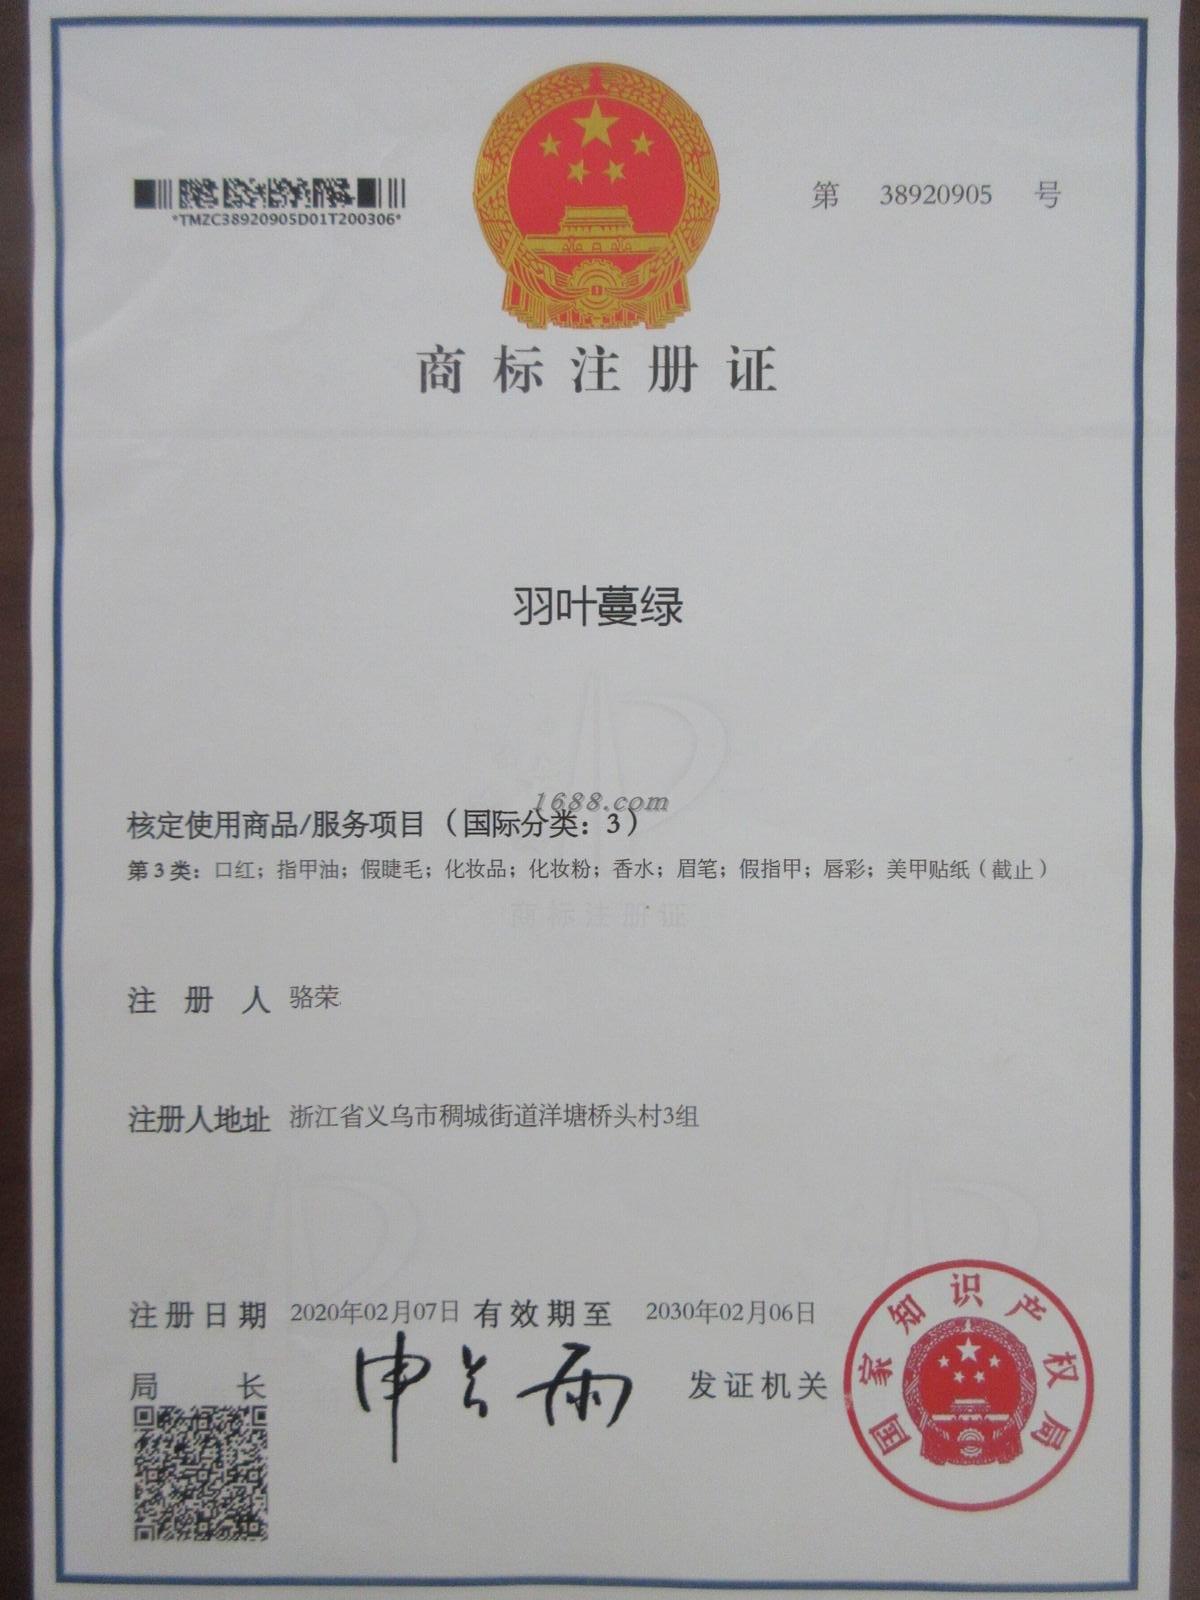 *TMZC38920905D01T200306*
第 38920905 号
商标注册证
羽叶蔓绿
1688.com
核定使用商品/服务项目（国际分类：3）
第3类：口红；指甲油；假睫毛；化妆品；化妆粉；香水；眉笔；假指甲；唇彩；美甲贴纸（截止）
商标注册证
注册人 骆荣
注册人地址 浙江省义乌市稠城街道洋塘桥头村3组
注册日期 2020年02月07日 有效期至 2030年02月06日
局长 申长雨 发证机关
国家知识产权局